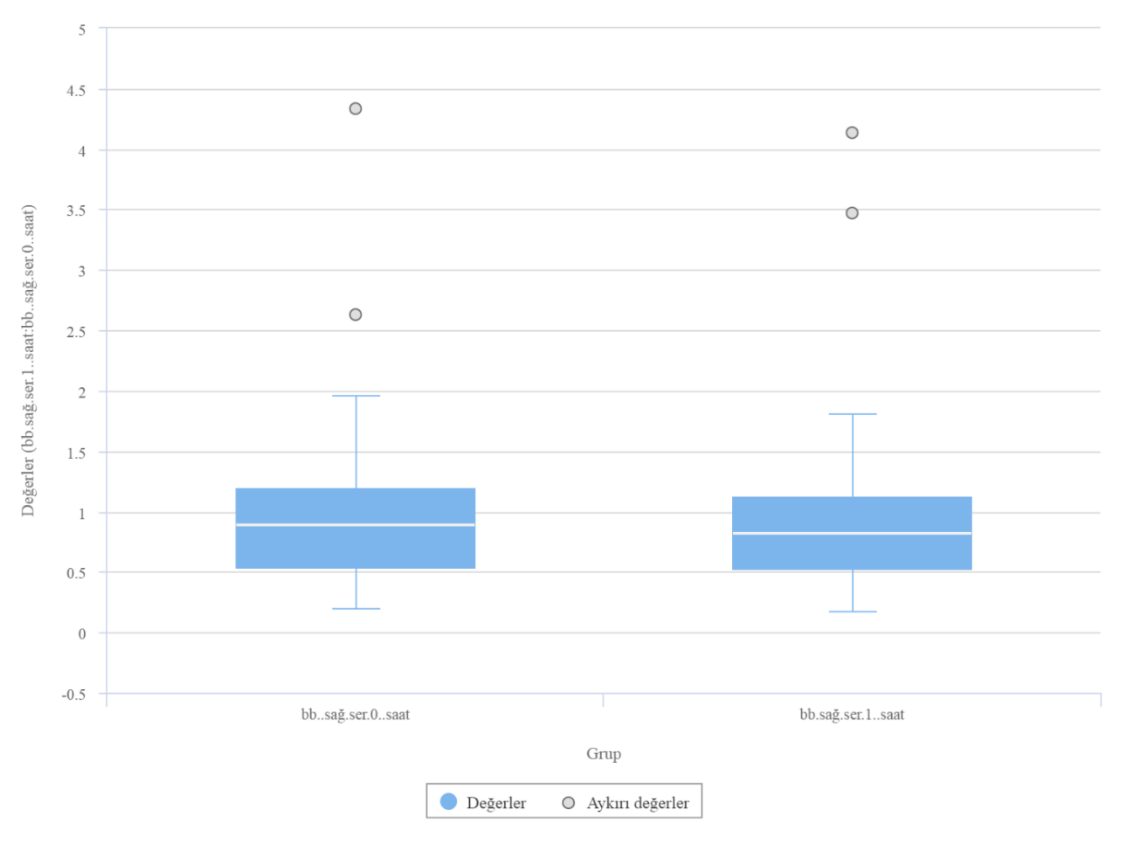 5
4.5
4
3.5
3
2.5
2
1.5
1
0.5
0
-0.5
Değerler (bb.sağ.ser.1..saat:bb..sağ.ser.0..saat)
bb..sağ.ser.0..saat
bb.sağ.ser.1..saat
Grup
Değerler
Aykırı değerler